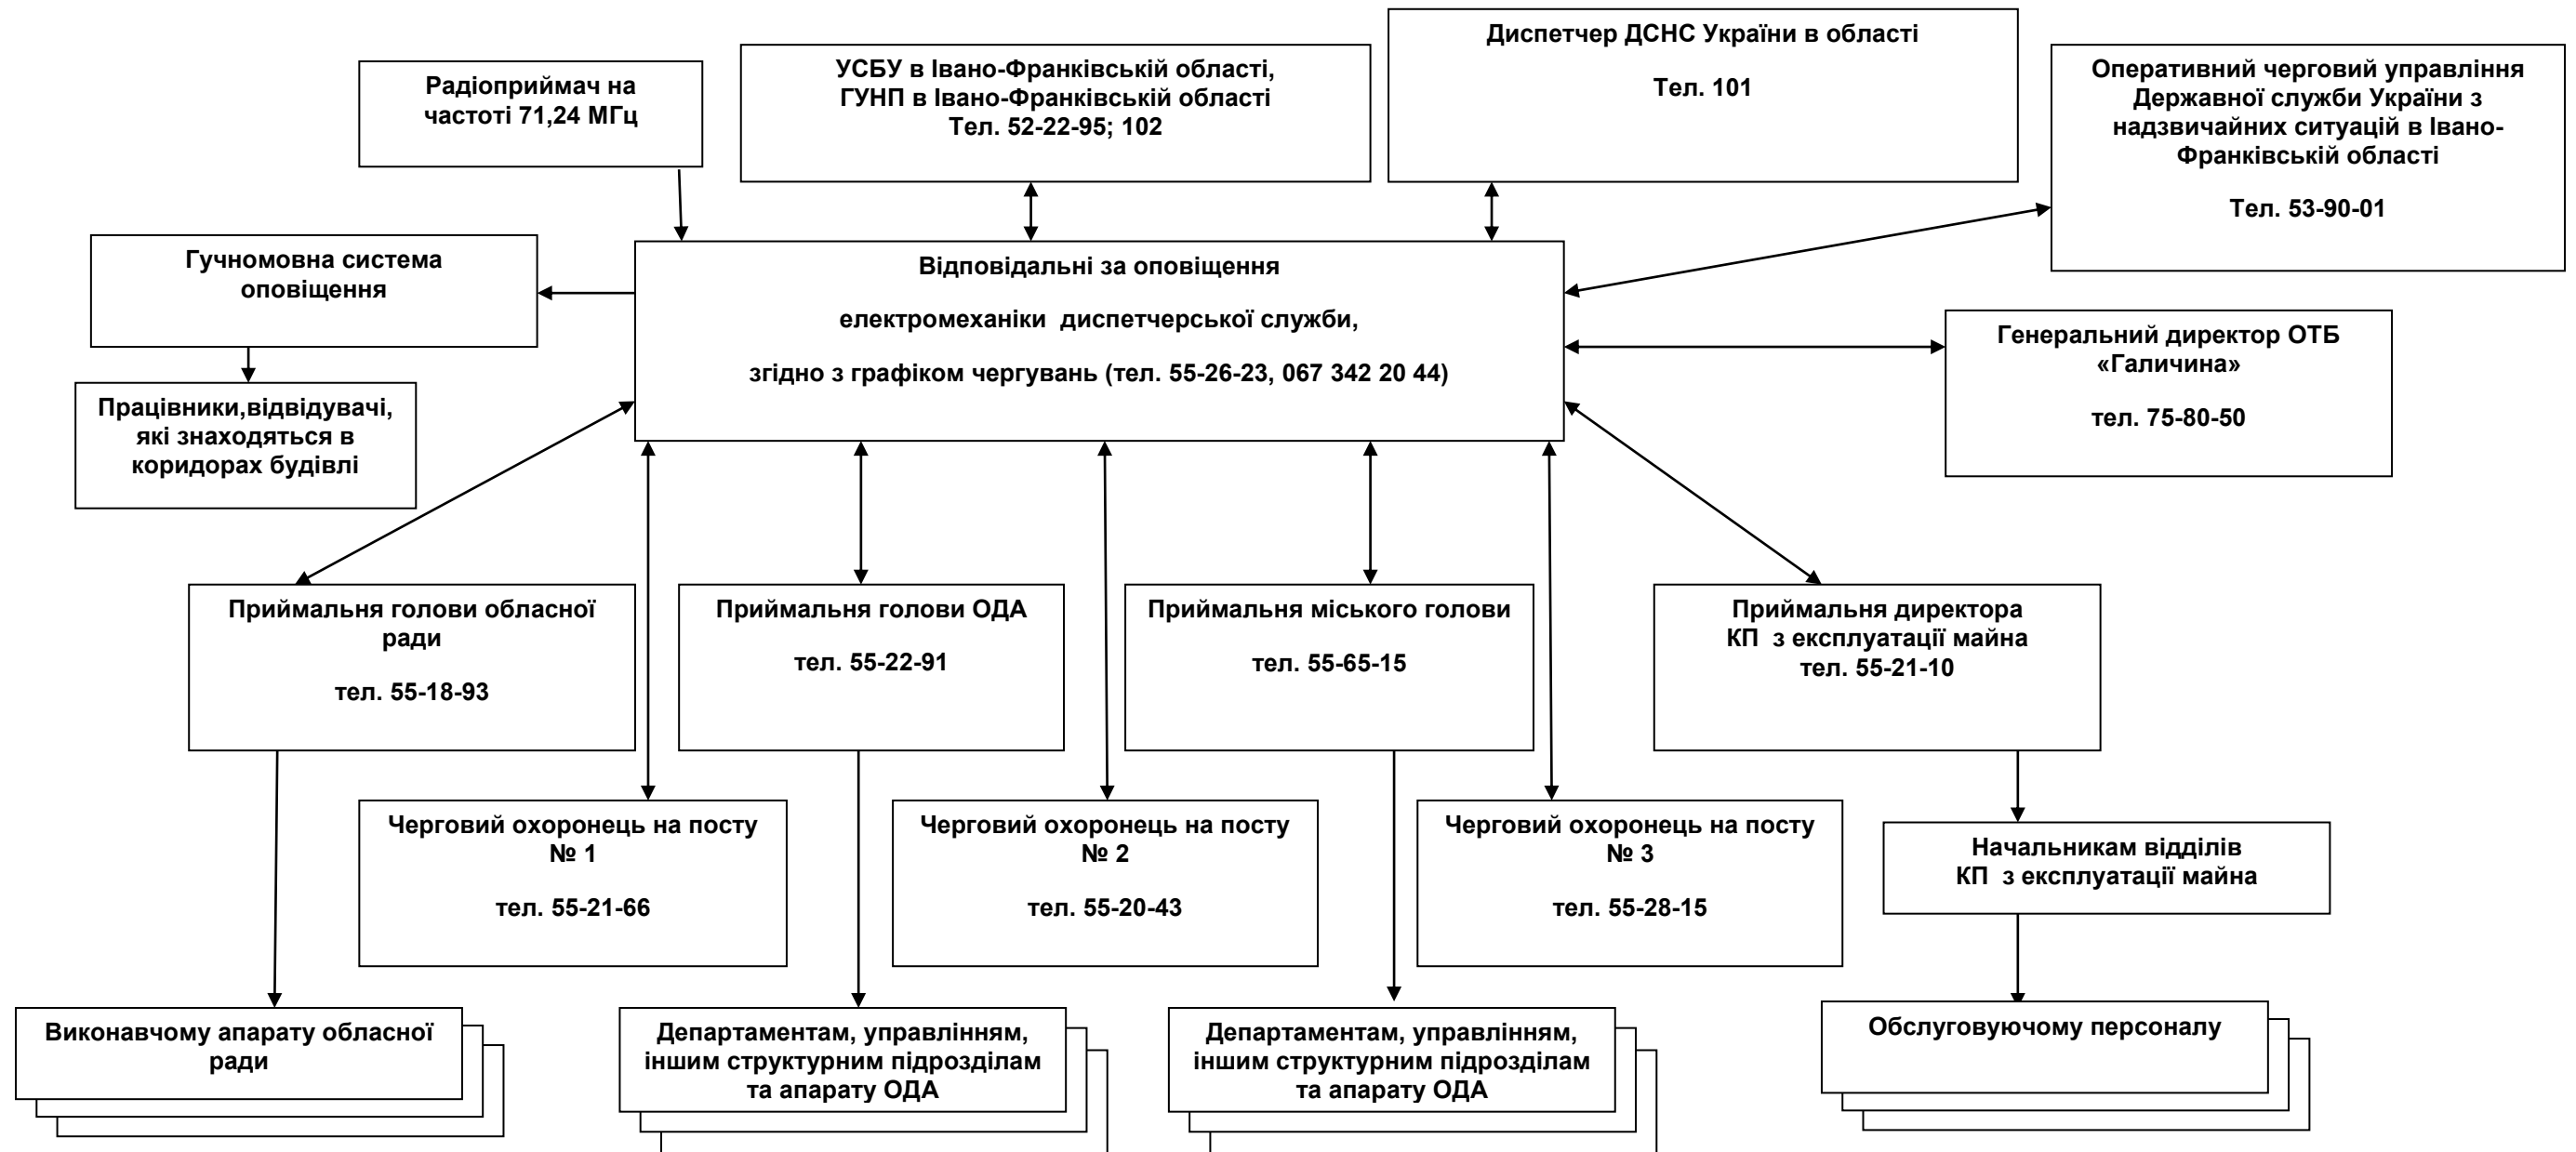 Радіоприймач на
частоті 71,24 МГц
УСБУ в Івано-Франківській області,
ГУНП в Івано-Франківській області
Тел. 52-22-95; 102
Диспетчер ДСНС України в області
Тел. 101
Оперативний черговий управління
Державної служби України з
надзвичайних ситуацій в Івано-
Франківській області
Тел. 53-90-01
Гучномовна система
оповіщення
Відповідальні за оповіщення
електромеханіки диспетчерської служби,
згідно з графіком чергувань (тел. 55-26-23, 067 342 20 44)
Генеральний директор ОТБ
«Галичина»
тел. 75-80-50
Працівники,відвідувачі,
які знаходяться в
коридорах будівлі
Приймальня голови обласної
ради
тел. 55-18-93
Приймальня голови ОДА
тел. 55-22-91
Приймальня міського голови
тел. 55-65-15
Приймальня директора
КП з експлуатації майна
тел. 55-21-10
Черговий охоронець на посту
№ 1
тел. 55-21-66
Черговий охоронець на посту
№ 2
тел. 55-20-43
Черговий охоронець на посту
№ 3
тел. 55-28-15
Начальникам відділів
КП з експлуатації майна
Виконавчому апарату обласної
ради
Департаментам, управлінням,
іншим структурним підрозділам
та апарату ОДА
Департаментам, управлінням,
іншим структурним підрозділам
та апарату ОДА
Обслуговуючому персоналу